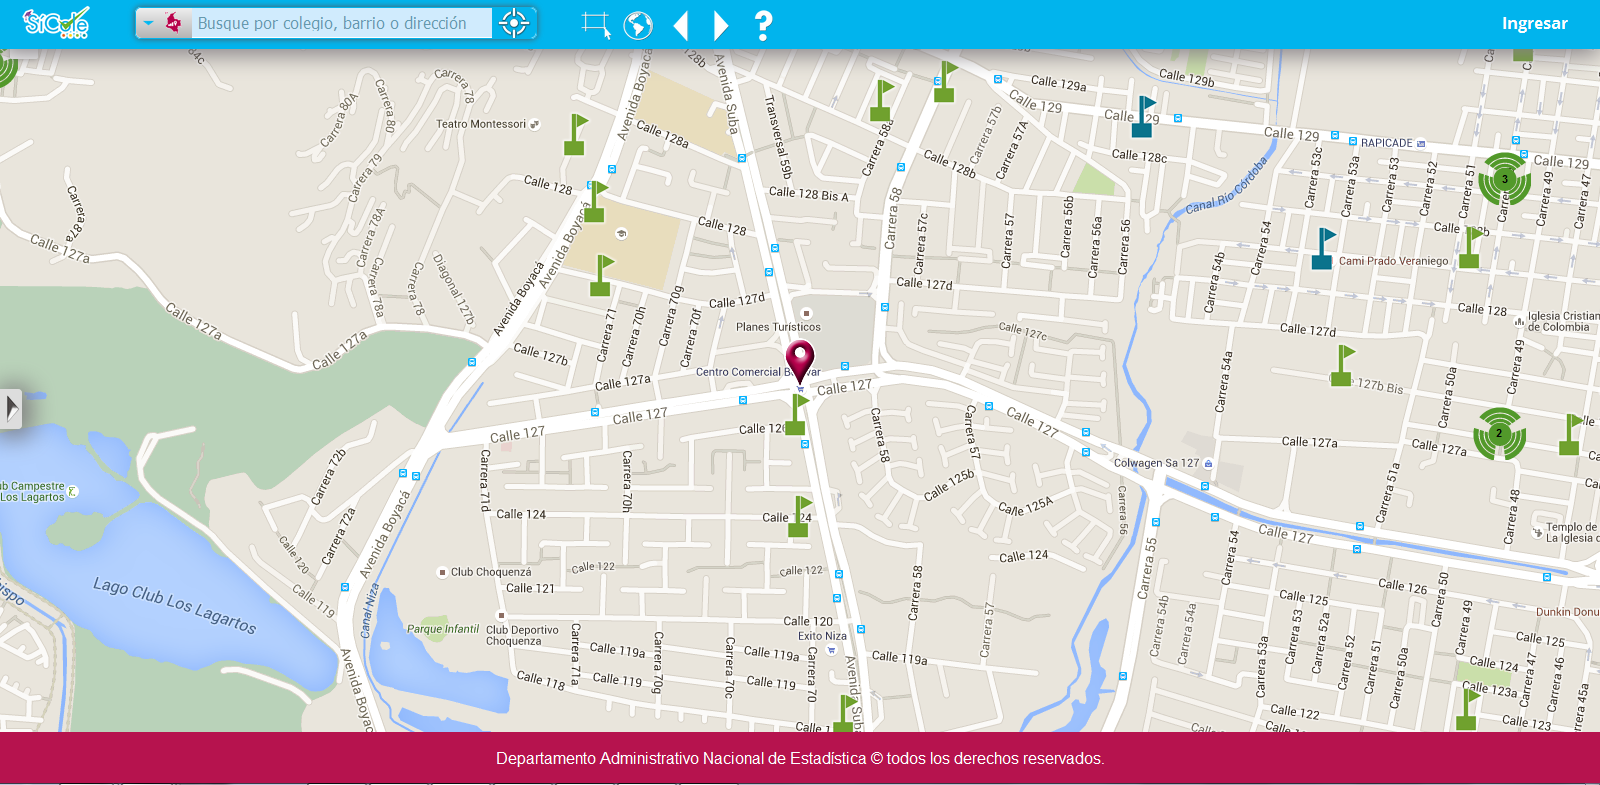 SíCole
Busque por colegio, barrio o dirección
?
Ingresar
84c
Avenida Boyacá
128b
Avenida Suba
Calle 129a
Calle 129b
Carrera 78
Carrera 80A
Carrera 80
Teatro Montessori
Calle 128a
Transversal 59b
Carrera 58a
Carrera 57b
Carrera 57A
Calle 129
Calle 129
RAPICADE
Calle 129
Carrera 79
Calle 128
Calle 128 Bis A
Calle 128b
Calle 128c
Canal Rio Córdoba
Carrera 53c
Carrera 53a
Carrera 53
Carrera 52
Carrera 51
3
Carrera 49
Carrera 47
Carrera 87a
Carrera 78A
Avenida Boyacá
Calle 128
Carrera 58
Carrera 57c
Carrera 57
Carrera 56b
Carrera 56a
Carrera 56
Carrera 54
Carrera 54b
Cami Prado Veraniego
Calle 127a
Carrera 78a
Carrera 78
Diagonal 127b
Avenida Boyacá
Calle 127d
Calle 127d
Calle 128
Calle 127a
Calle 127a
Carrera 71
Carrera 70h
Carrera 70g
Carrera 70f
Planes Turísticos
Calle 127c
Calle 127d
Iglesia Cristian
de Colombia
Calle 127b
Calle 127a
Centro Comercial
Calle 127
Carrera 54a
Calle 127b Bis
Carrera 50a
Carrera 49
Calle 127
Calle 127
Carrera 58
Carrera 57
Calle 127
2
Calle 127a
Calle 127a
Carrera 72b
Carrera 71d
Carrera 70h
Calle 125b
Colwagen Sa 127
Carrera 51a
Campestre
Los Lagartos
Carrera 72a
Avenida Boyacá
Calle 124
Calle 125A
Carrera 56
Carrera 48
Calle 127
Templo de
La Iglesia d
Calle 120
Calle 119
Club Choquenzá
Calle 122
Calle 122
Calle 124
Carrera 55
Carrera 54
Lago Club Los Lagartos
Canal Niza
Calle 121
Carrera 58
Carrera 57
Carrera 54b
Carrera 54a
Calle 126
Calle 125
Carrera 50
Carrera 49
Dunkin Donu
Parque Infantil
Club Deportivo
Choquenza
Calle 120
Exito Niza
Carrera 53a
Carrera 53
Carrera 52a
Carrera 52
Carrera 51
Carrera 50a
Calle 125
Calle 124
Carrera 47
Carrera 46
Carrera 45a
Avenida Boyacá
Calle 118
Carrera 71a
Calle 119a
Calle 119
Carrera 70g
Carrera 70c
Calle 119a
Calle 119
Carrera 70
Avenida Suba
Calle 119a
Calle 123a
Calle 122
Calle 123
Departamento Administrativo Nacional de Estadística © todos los derechos reservados.